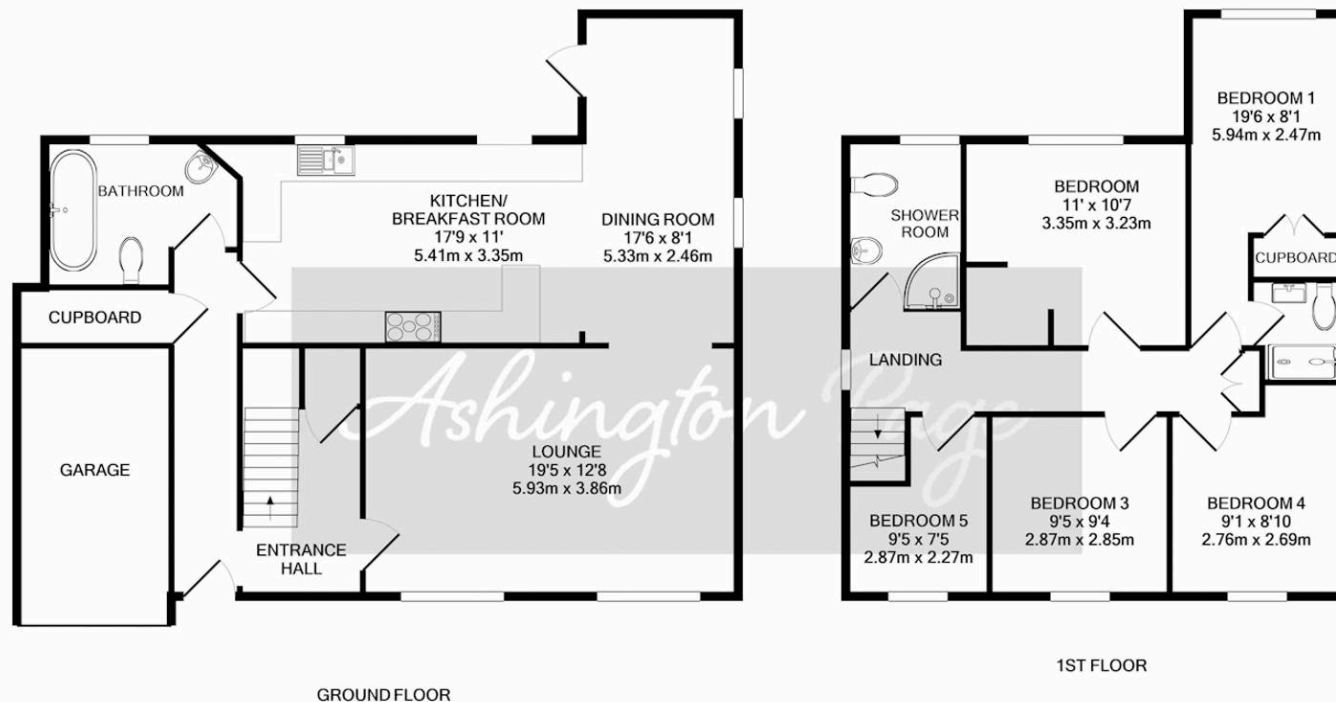 BATHROOM
KITCHEN/
BREAKFAST ROOM
17'9 x 11'
5.41m x 3.35m
DINING ROOM
17'6 x 8'1
5.33m x 2.46m
CUPBOARD
GARAGE
LOUNGE
19'5 x 12'8
5.93m x 3.86m
ENTRANCE
HALL
GROUND FLOOR
BEDROOM 1
19'6 x 8'1
5.94m x 2.47m
BEDROOM
11' x 10'7
3.35m x 3.23m
SHOWER
ROOM
CUPBOARD
LANDING
BEDROOM 5
9'5 x 7'5
2.87m x 2.27m
BEDROOM 3
9'5 x 9'4
2.87m x 2.85m
BEDROOM 4
9'1 x 8'10
2.76m x 2.69m
1ST FLOOR
Ashington Page